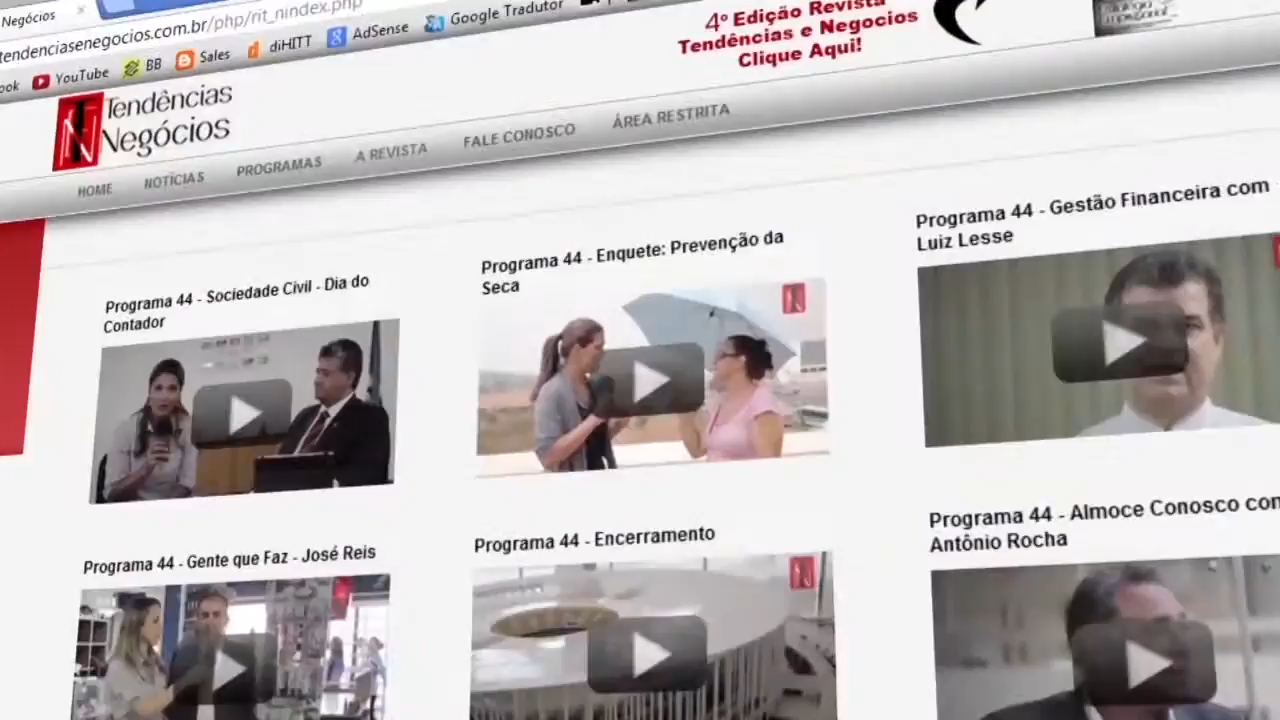 Negócios
tendenciasenegocios.com.br/php/rit_nindex.php
ook YouTube BB Sales diHITT AdSense Google Tradutor
4º Edição Revista
Tendências e Negocios
Clique Aqui!
TN Tendências
Negócios
HOME NOTÍCIAS PROGRAMAS A REVISTA FALE CONOSCO ÁREA RESTRITA
Programa 44 - Sociedade Civil - Dia do
Contador
Programa 44 - Enquete: Prevenção da
Seca
Programa 44 - Gestão Financeira com
Luiz Lesse
Programa 44 - Gente que Faz - José Reis
Programa 44 - Encerramento
Programa 44 - Almoce Conosco com
Antônio Rocha